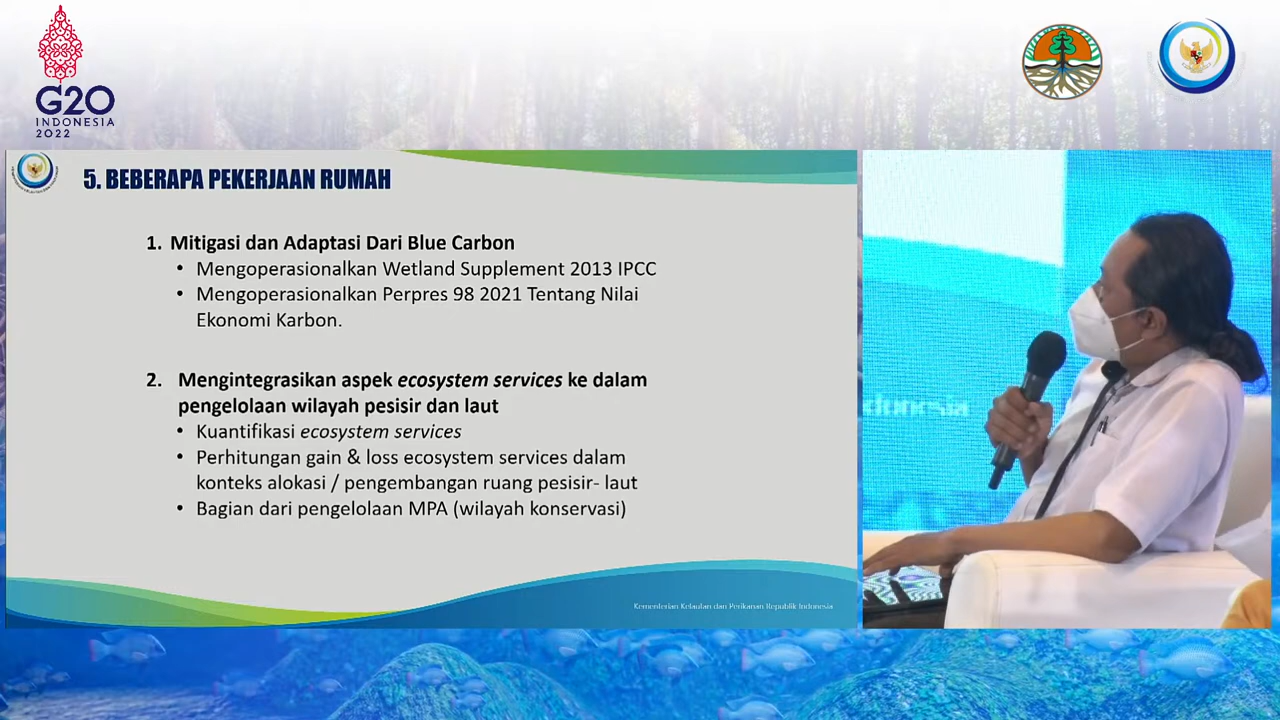 G20
INDONESIA
2022
5. BEBERAPA PEKERJAAN RUMAH
1. Mitigasi dan Adaptasi Dari Blue Carbon
• Mengoperasionalkan Wetland Supplement 2013 IPCC
• Mengoperasionalkan Perpres 98 2021 Tentang Nilai
Ekonomi Karbon.
2. Mengintegrasikan aspek ecosystem services ke dalam
pengelolaan wilayah pesisir dan laut
• Kuantifikasi ecosystem services
• Perhitungan gain & loss ecosystem services dalam
konteks alokasi / pengembangan ruang pesisir- laut
• Bagian dari pengelolaan MPA (wilayah konservasi)
Kementerian Kelautan dan Perikanan Republik Indonesia